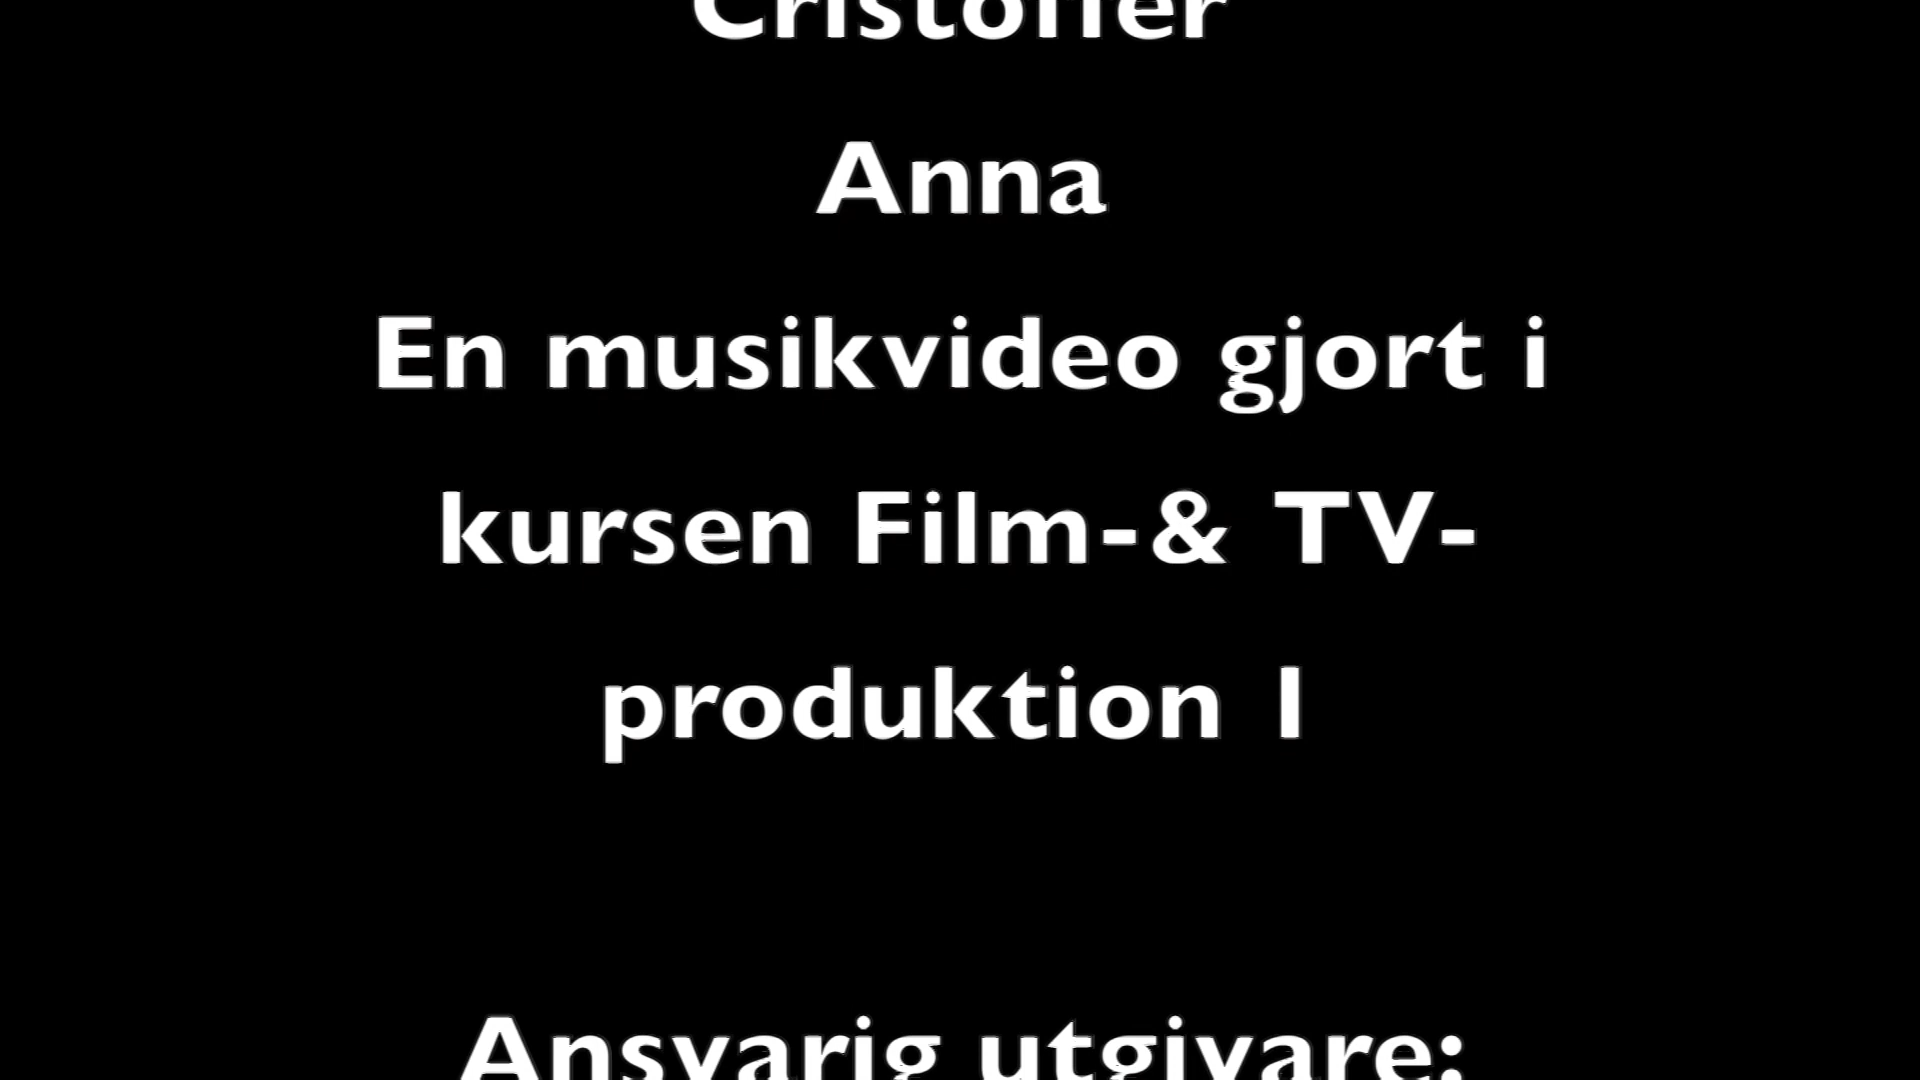 Cristoffer
Anna
En musikvideo gjort i
kursen Film-& TV-
produktion 1
Ansvarig utgivare: